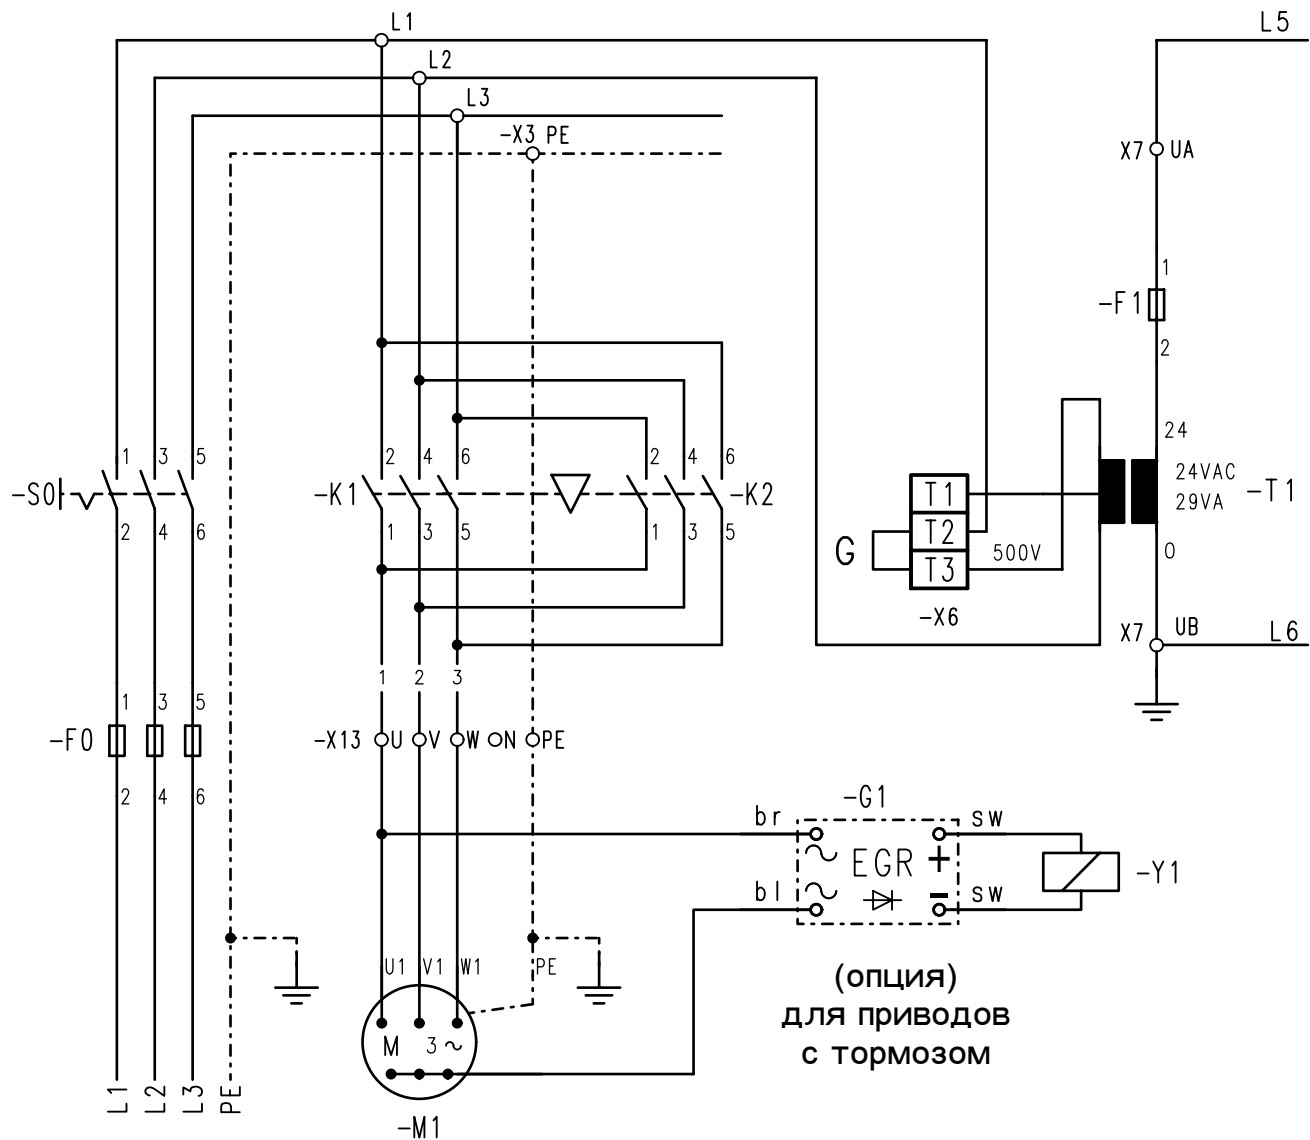 L1
L5
L2
L3
-X3 PE
X7 UA
1
-F1
2
24
1 3 5
2 4 6
2 4 6
-S0
-K1
-K2
T1
24VAC
-T1
29VA
2 4 6
1 3 5
1 3 5
G
T2
500V
T3
0
-X6
X7 UB
L6
1 2 3
1 3 5
-F0
-X13 U V W N PE
2 4 6
-G1
br
sw
EGR +
-Y1
bl
-
sw
U1 V1 W1 PE
(опция)
для приводов
с тормозом
M 3 ~
L1 L2 L3 PE
-M1